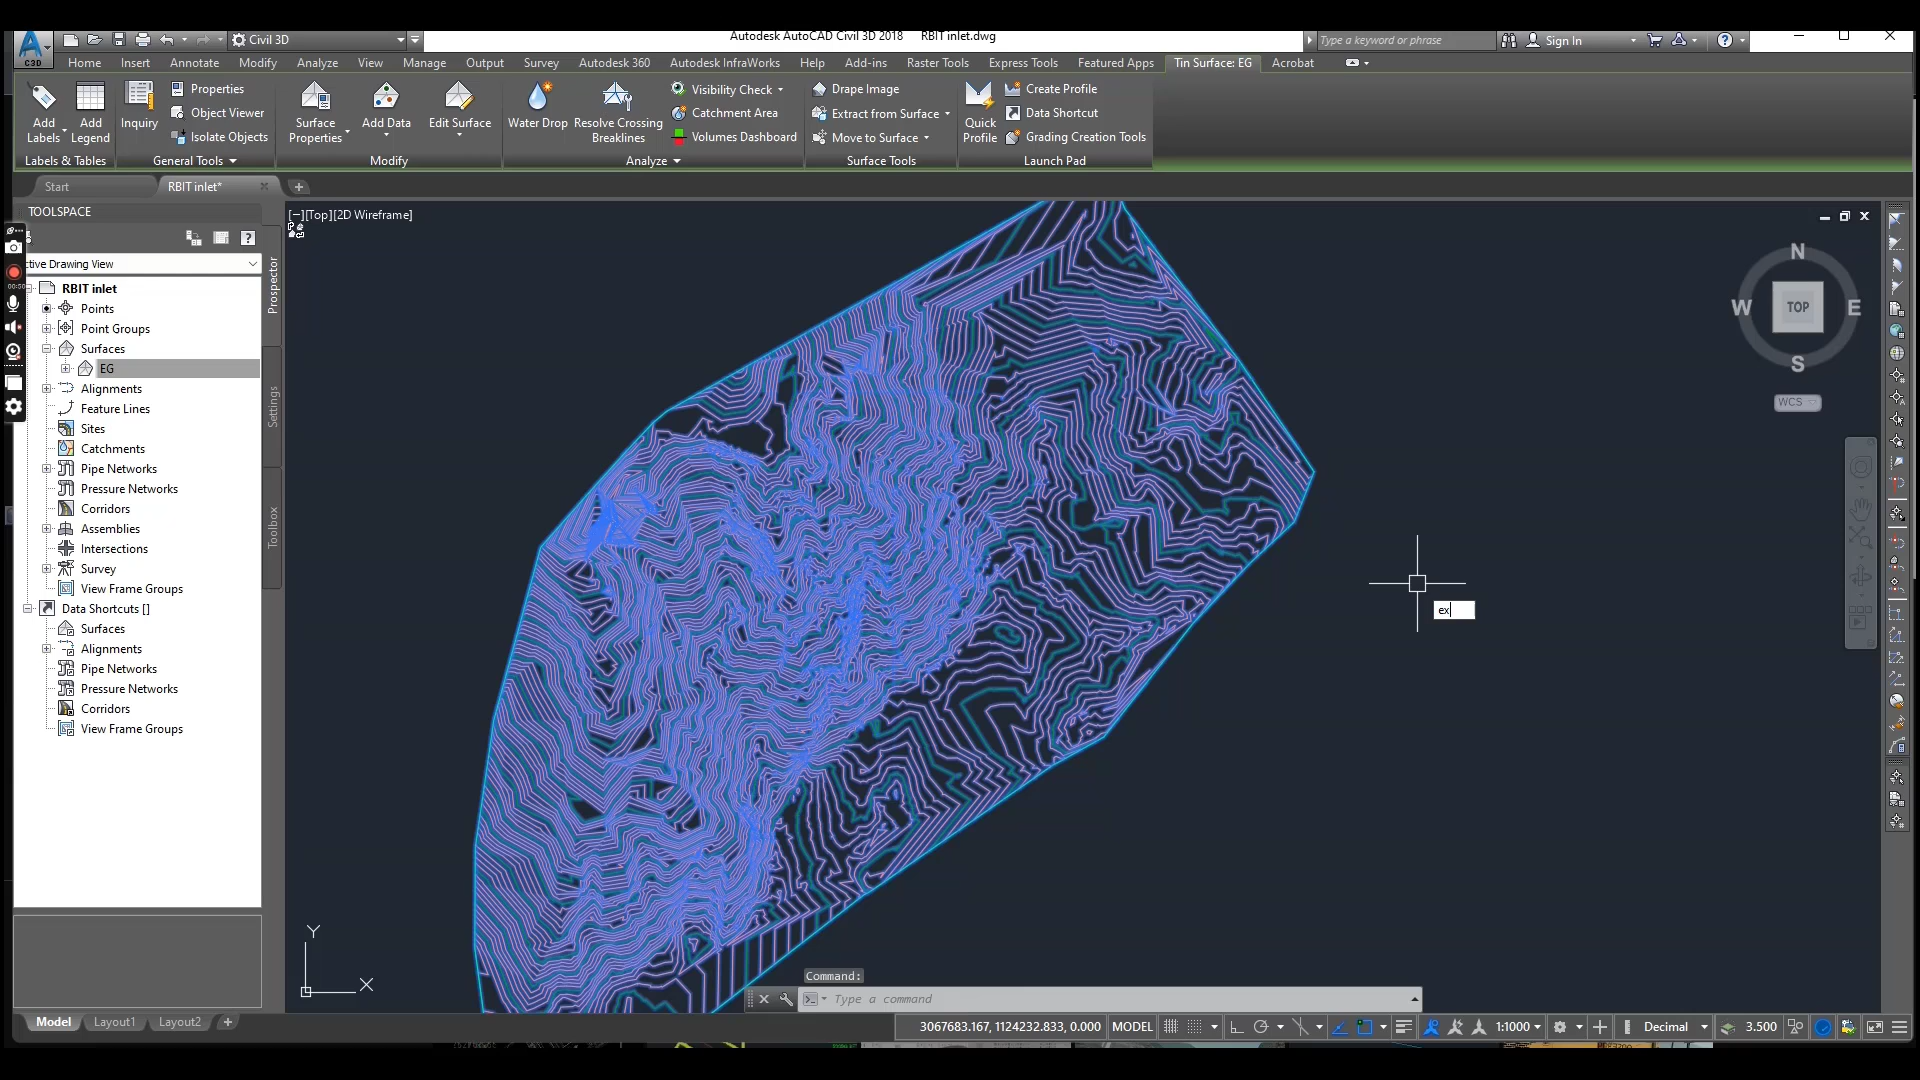 Civil 3D
Autodesk AutoCAD Civil 3D 2018 RBIT inlet.dwg
Type a keyword or phrase
Sign In
C3D
Home Insert Annotate Modify Analyze View Manage Output Survey Autodesk 360 Autodesk InfraWorks Help Add-ins Raster Tools Express Tools Featured Apps Tin Surface: EG Acrobat
Add Labels
Add Legend
Labels & Tables
Inquiry
Properties
Object Viewer
Isolate Objects
General Tools
Surface Properties
Add Data
Edit Surface
Modify
Water Drop
Resolve Crossing Breaklines
Visibility Check
Catchment Area
Volumes Dashboard
Analyze
Drape Image
Extract from Surface
Move to Surface
Surface Tools
Quick Profile
Create Profile
Data Shortcut
Grading Creation Tools
Launch Pad
Start
RBIT inlet*
TOOLSPACE
ctive Drawing View
RBIT inlet
Points
Point Groups
Surfaces
EG
Alignments
Feature Lines
Sites
Catchments
Pipe Networks
Pressure Networks
Corridors
Assemblies
Intersections
Survey
View Frame Groups
Data Shortcuts []
Surfaces
Alignments
Pipe Networks
Pressure Networks
Corridors
View Frame Groups
Prospector
Settings
Toolbox
[−][Top][2D Wireframe]
N
W
TOP
E
S
WCS
ex
Y
X
Command:
Type a command
Model Layout1 Layout2
3067683.167, 1124232.833, 0.000 MODEL 1:1000 Decimal 3.500